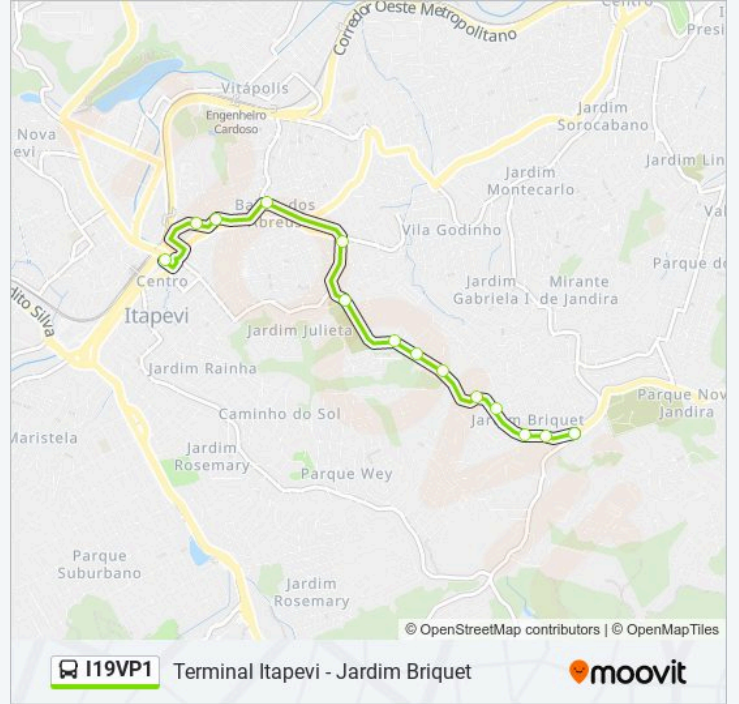 Centro
Corredor Oeste Metropolitano
Presi
Vitápolis
Engenheiro
Cardoso
Jardim
Sorocabano
Nova
evi
Jardim Lin
Jardim
Montecarlo
dos
Abreus
Val
Vila Godinho
Parque do
Centro
Jardim
Gabriela I
Mirante
de Jandira
dito Silva
Itapevi
Jardim Julieta
Jardim Rainha
Parque Nov
Jandira
Caminho do Sol
Jardim Briquet
Maristela
Jardim
Rosemary
Parque Wey
Parque
Suburbano
Jardim
Rosemary
© OpenStreetMap contributors | © OpenMapTiles
I19VP1 Terminal Itapevi - Jardim Briquet moovit